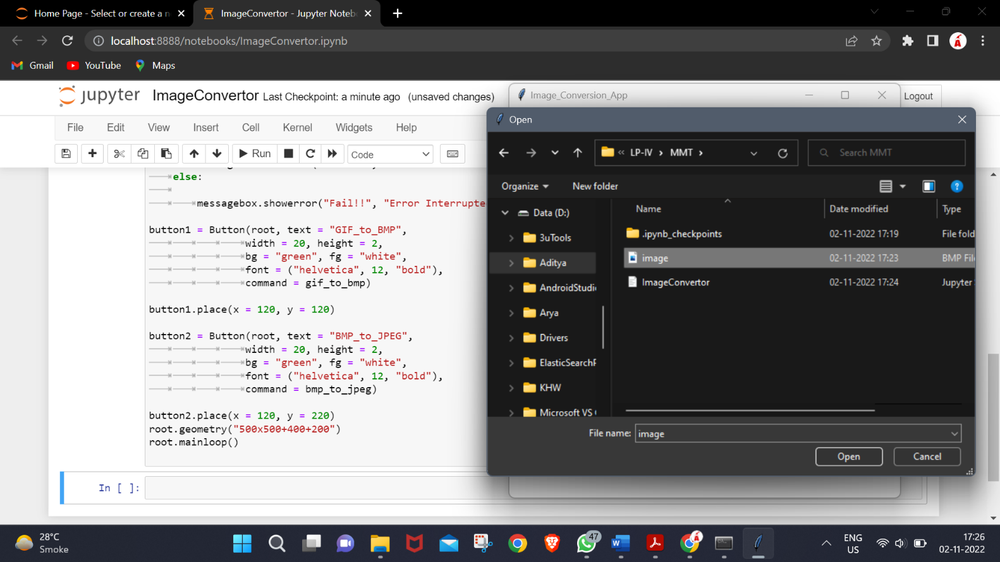 Home Page - Select or create a n
ImageConvertor - Jupyter Noteb
localhost:8888/notebooks/ImageConvertor.ipynb
Gmail YouTube Maps
jupyter ImageConvertor Last Checkpoint: a minute ago (unsaved changes)
Image_Conversion_App
Logout
File Edit View Insert Cell Kernel Widgets Help
Run Code
else:
messagebox.showerror("Fail!!", "Error Interrupte
button1 = Button(root, text = "GIF_to_BMP",
width = 20, height = 2,
bg = "green", fg = "white",
font = ("helvetica", 12, "bold"),
command = gif_to_bmp)
button1.place(x = 120, y = 120)
button2 = Button(root, text = "BMP_to_JPEG",
width = 20, height = 2,
bg = "green", fg = "white",
font = ("helvetica", 12, "bold"),
command = bmp_to_jpeg)
button2.place(x = 120, y = 220)
root.geometry("500x500+400+200")
root.mainloop()
In [ ]:
Open
« LP-IV › MMT ›
Search MMT
Organize New folder
Data (D:)
3uTools
Aditya
AndroidStudi
Arya
Drivers
ElasticSearchF
KHW
Microsoft VS
Name Date modified Type
.ipynb_checkpoints 02-11-2022 17:19 File fold
image 02-11-2022 17:23 BMP Fil
ImageConvertor 02-11-2022 17:24 Jupyter
File name: image
Open Cancel
28°C
Smoke
47
ENG
US
17:26
02-11-2022